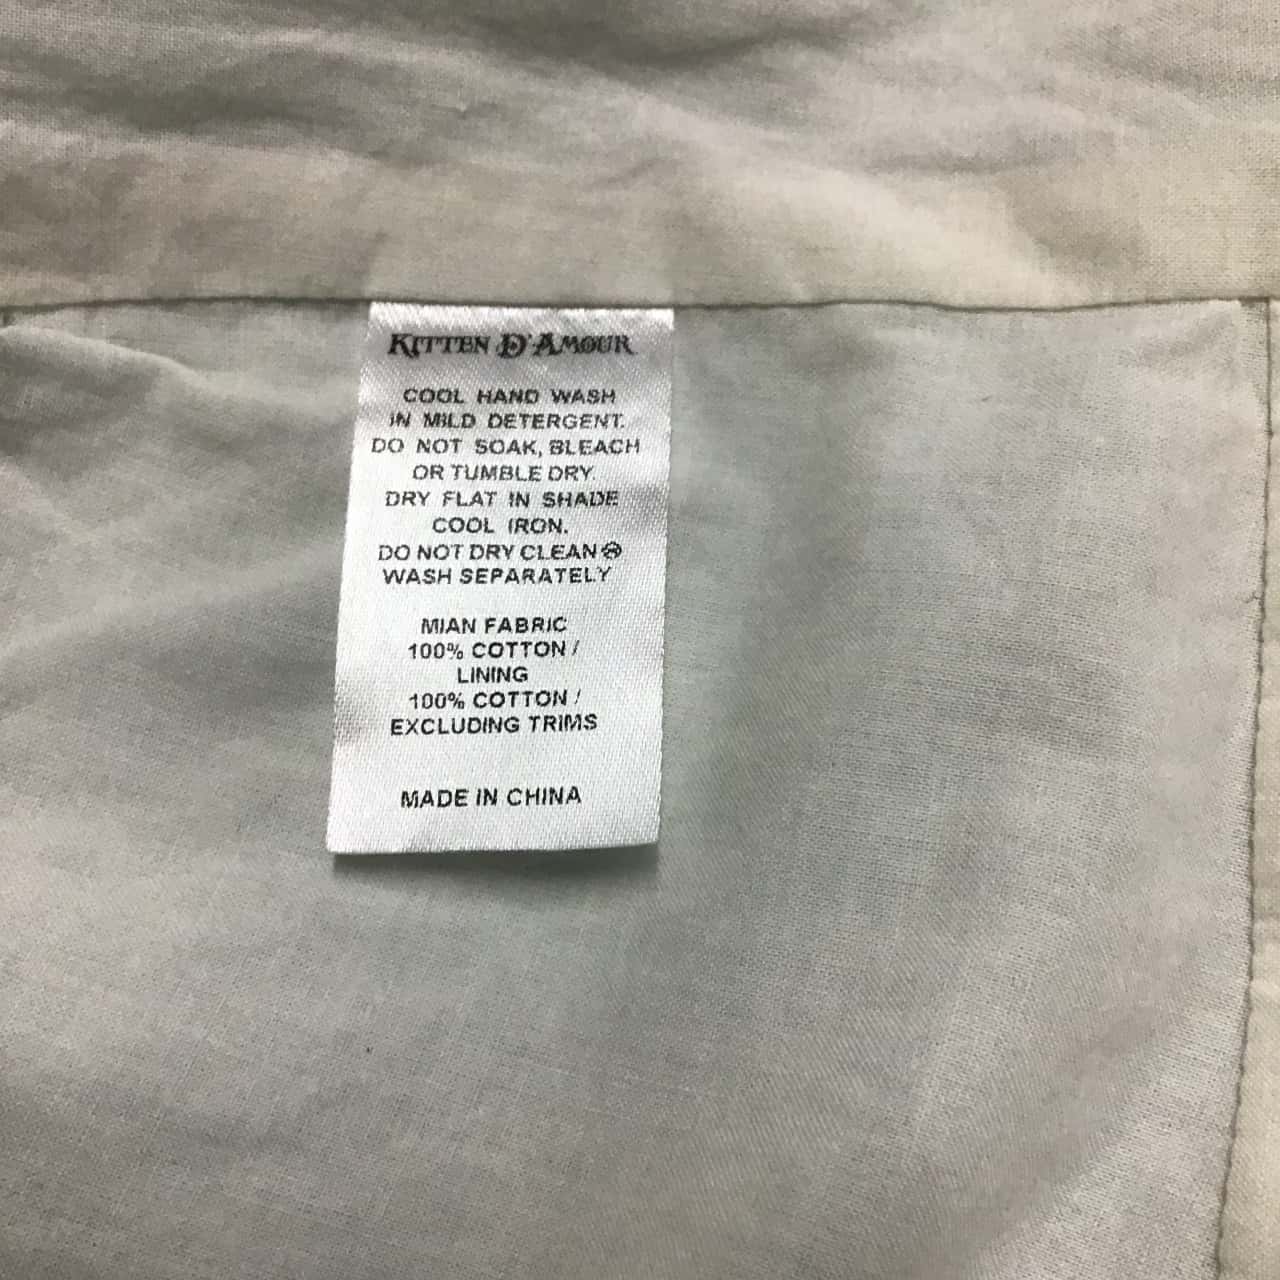 KITTEN D'AMOUR
COOL HAND WASH
IN MILD DETERGENT.
DO NOT SOAK, BLEACH
OR TUMBLE DRY.
DRY FLAT IN SHADE
COOL IRON.
DO NOT DRY CLEAN
WASH SEPARATELY
MIAN FABRIC
100% COTTON /
LINING
100% COTTON /
EXCLUDING TRIMS
MADE IN CHINA